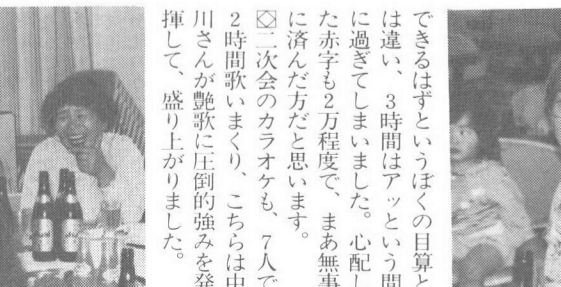 できるはずというぼくの目算と
は違い、3時間はアッという間
に過ぎてしまいました。心配し
た赤字も2万程度で、まあ無事
に済んだ方だと思います。
◇二次会のカラオケも、7人で
2時間歌いまくり、こちらは中
川さんが艶歌に圧倒的強みを発
揮して、盛り上がりました。